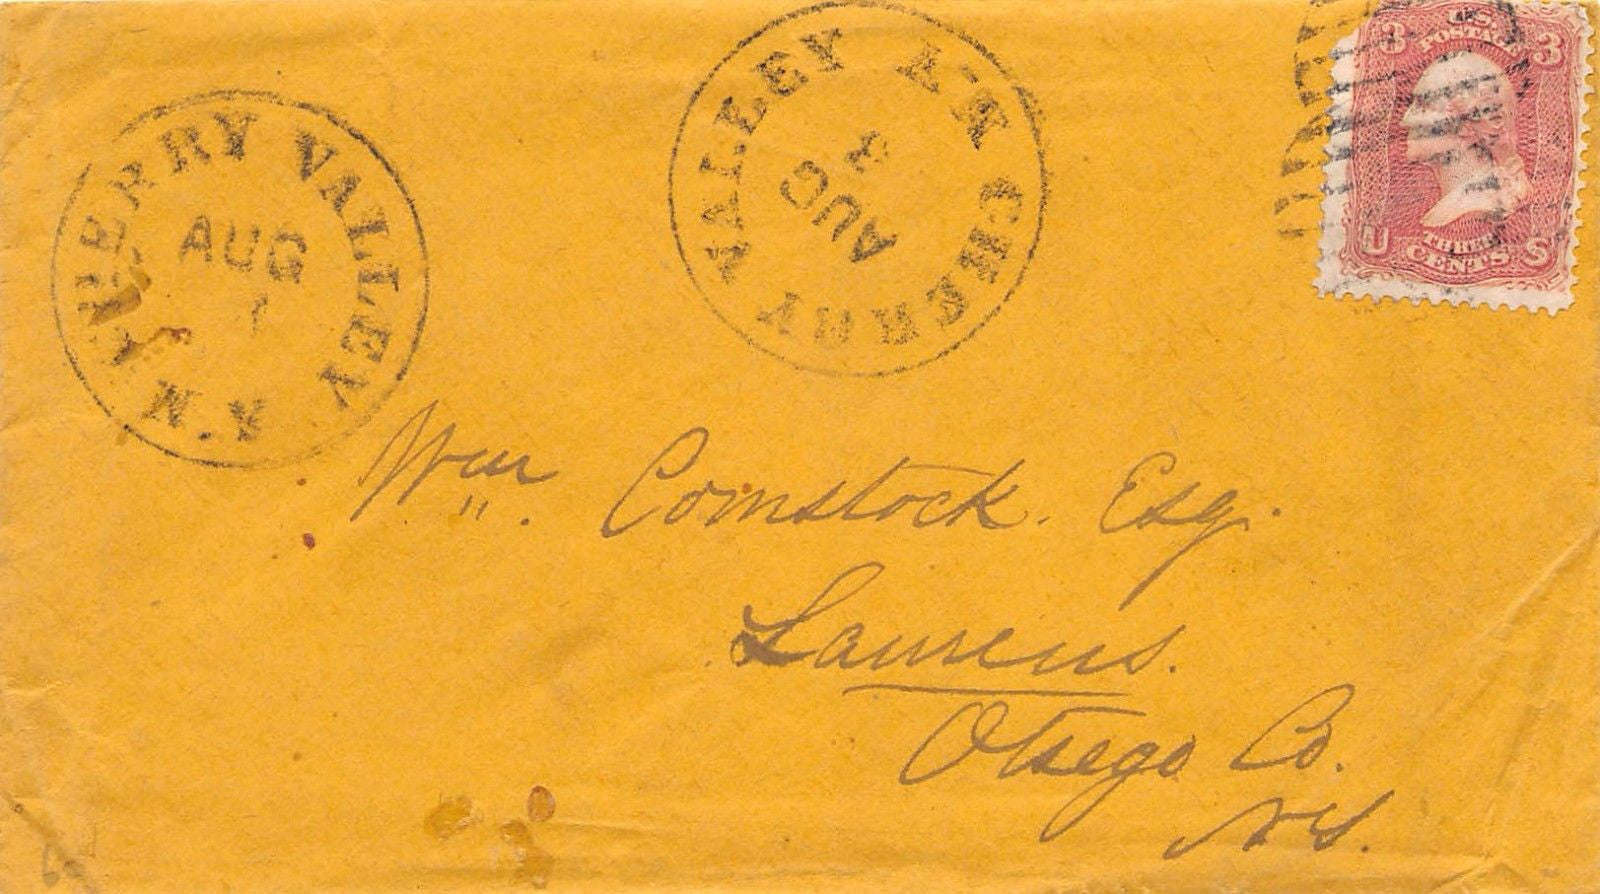 CHERRY VALLEY N.Y.
AUG
1
CHERRY VALLEY N.Y.
AUG
3
U.S.
POSTAGE
3 3
U S
THREE
CENTS
Wm. Comstock. Esq.
Laurens.
Otsego Co.
N.Y.